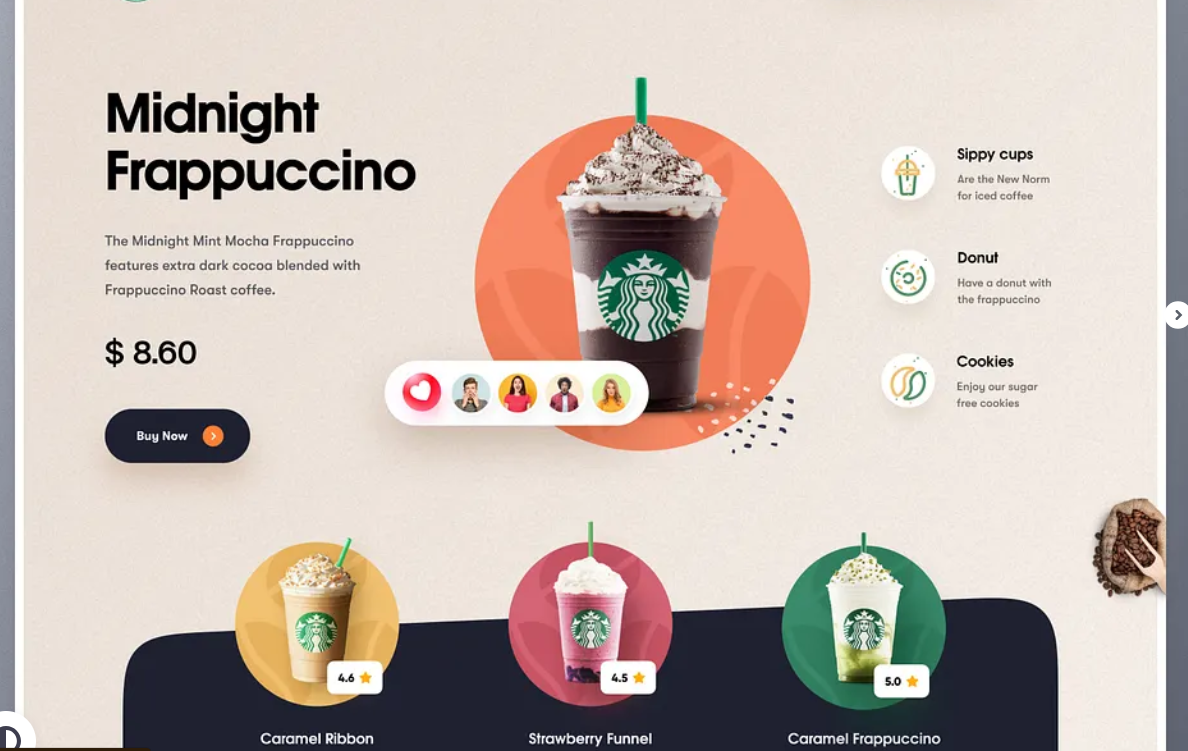 Midnight
Frappuccino
The Midnight Mint Mocha Frappuccino
features extra dark cocoa blended with
Frappuccino Roast coffee.
$ 8.60
Buy Now
Sippy cups
Are the New Norm
for iced coffee
Donut
Have a donut with
the frappuccino
Cookies
Enjoy our sugar
free cookies
4.6
4.5
5.0
Caramel Ribbon
Strawberry Funnel
Caramel Frappuccino